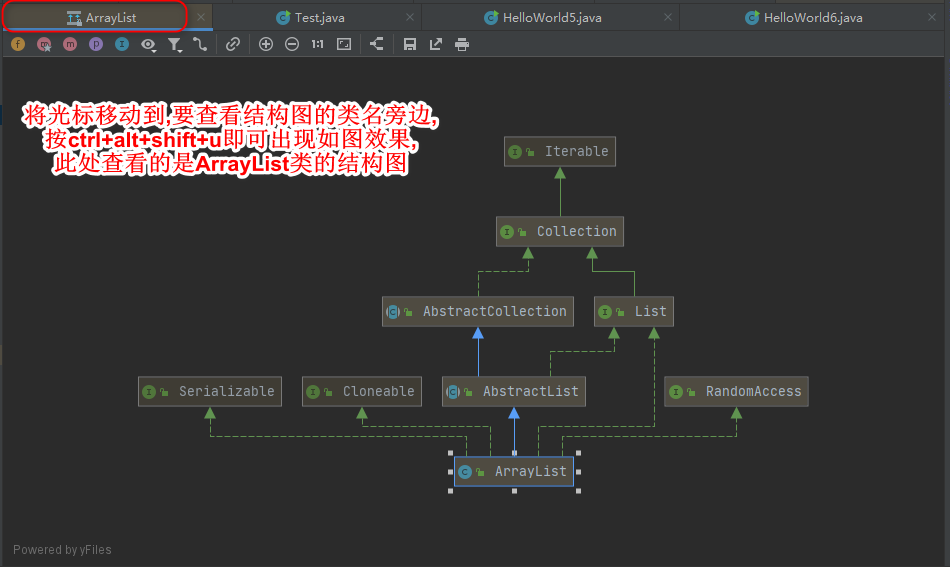 ArrayList
Test.java
HelloWorld5.java
HelloWorld6.java
1:1
将光标移动到,要查看结构图的类名旁边,
按ctrl+alt+shift+u即可出现如图效果,
此处查看的是ArrayList类的结构图
Iterable
Collection
AbstractCollection
List
Serializable
Cloneable
AbstractList
RandomAccess
ArrayList
Powered by yFiles